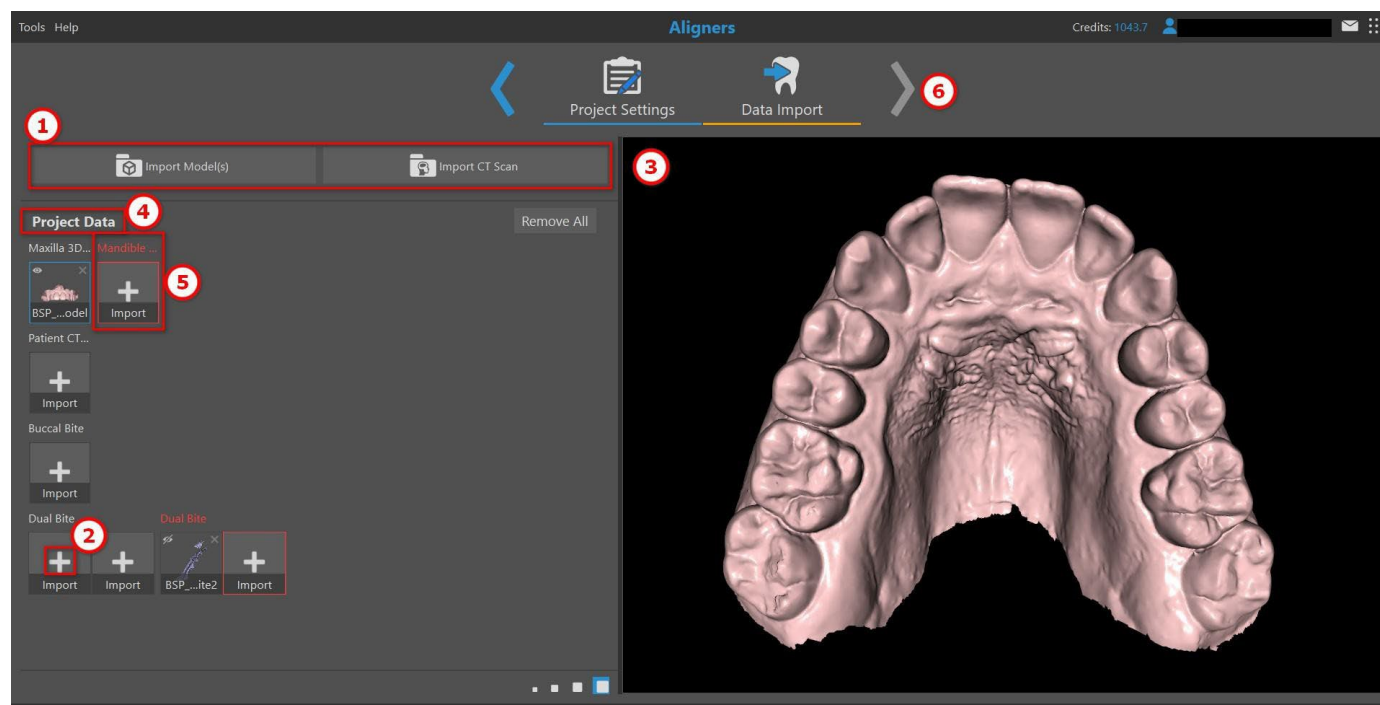 Tools Help Aligners Credits: 1043.7
Project Settings Data Import 6
1
Import Model(s) Import CT Scan 3
Project Data 4 Remove All
Maxilla 3D... Mandible ...
5
BSP_...odel Import
Patient CT...
Import
Buccal Bite
Import
Dual Bite 2 Dual Bite
Import Import BSP_...ite2 Import